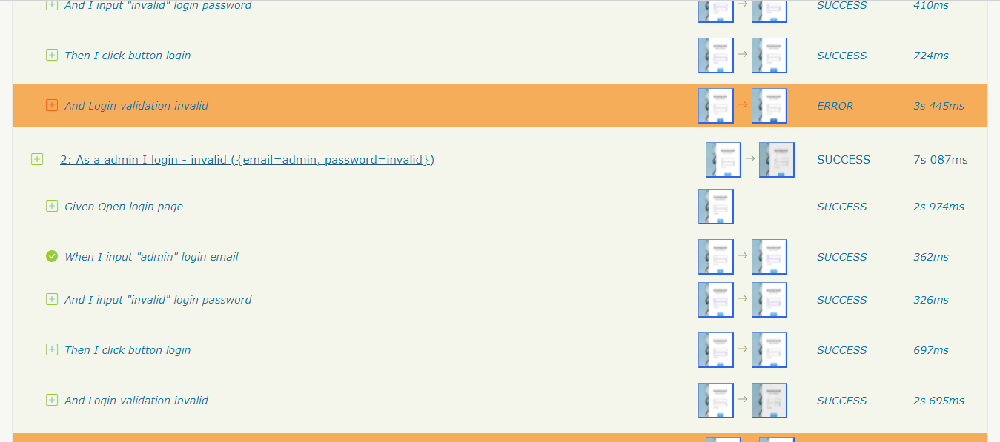 And I input "invalid" login password SUCCESS 410ms
Then I click button login SUCCESS 724ms
And Login validation invalid ERROR 3s 445ms
2: As a admin I login - invalid ({email=admin, password=invalid}) SUCCESS 7s 087ms
Given Open login page SUCCESS 2s 974ms
When I input "admin" login email SUCCESS 362ms
And I input "invalid" login password SUCCESS 326ms
Then I click button login SUCCESS 697ms
And Login validation invalid SUCCESS 2s 695ms